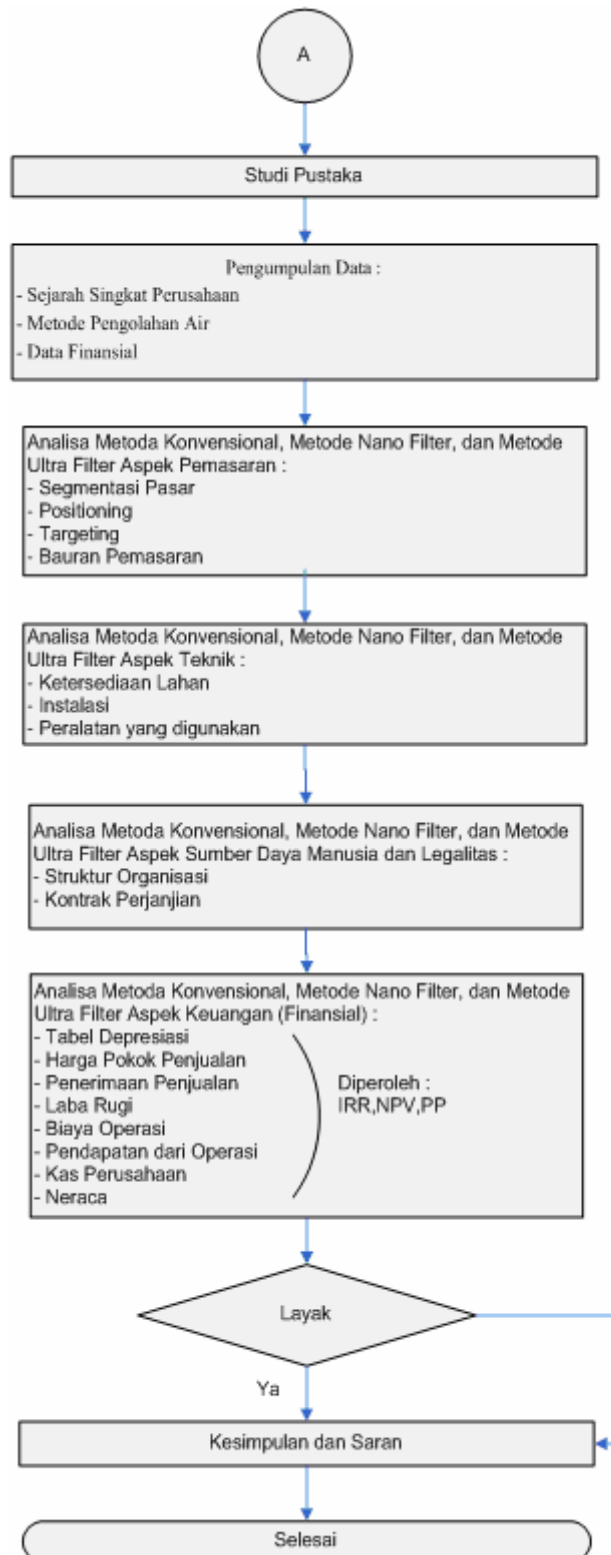 A
Studi Pustaka
Pengumpulan Data :
- Sejarah Singkat Perusahaan
- Metode Pengolahan Air
- Data Finansial
Analisa Metoda Konvensional, Metode Nano Filter, dan Metode
Ultra Filter Aspek Pemasaran :
- Segmentasi Pasar
- Positioning
- Targeting
- Bauran Pemasaran
Analisa Metoda Konvensional, Metode Nano Filter, dan Metode
Ultra Filter Aspek Teknik :
- Ketersediaan Lahan
- Instalasi
- Peralatan yang digunakan
Analisa Metoda Konvensional, Metode Nano Filter, dan Metode
Ultra Filter Aspek Sumber Daya Manusia dan Legalitas :
- Struktur Organisasi
- Kontrak Perjanjian
Analisa Metoda Konvensional, Metode Nano Filter, dan Metode
Ultra Filter Aspek Keuangan (Finansial) :
- Tabel Depresiasi
- Harga Pokok Penjualan
- Penerimaan Penjualan
- Laba Rugi
- Biaya Operasi
- Pendapatan dari Operasi
- Kas Perusahaan
- Neraca
Diperoleh :
IRR,NPV,PP
Layak
Ya
Kesimpulan dan Saran
Selesai